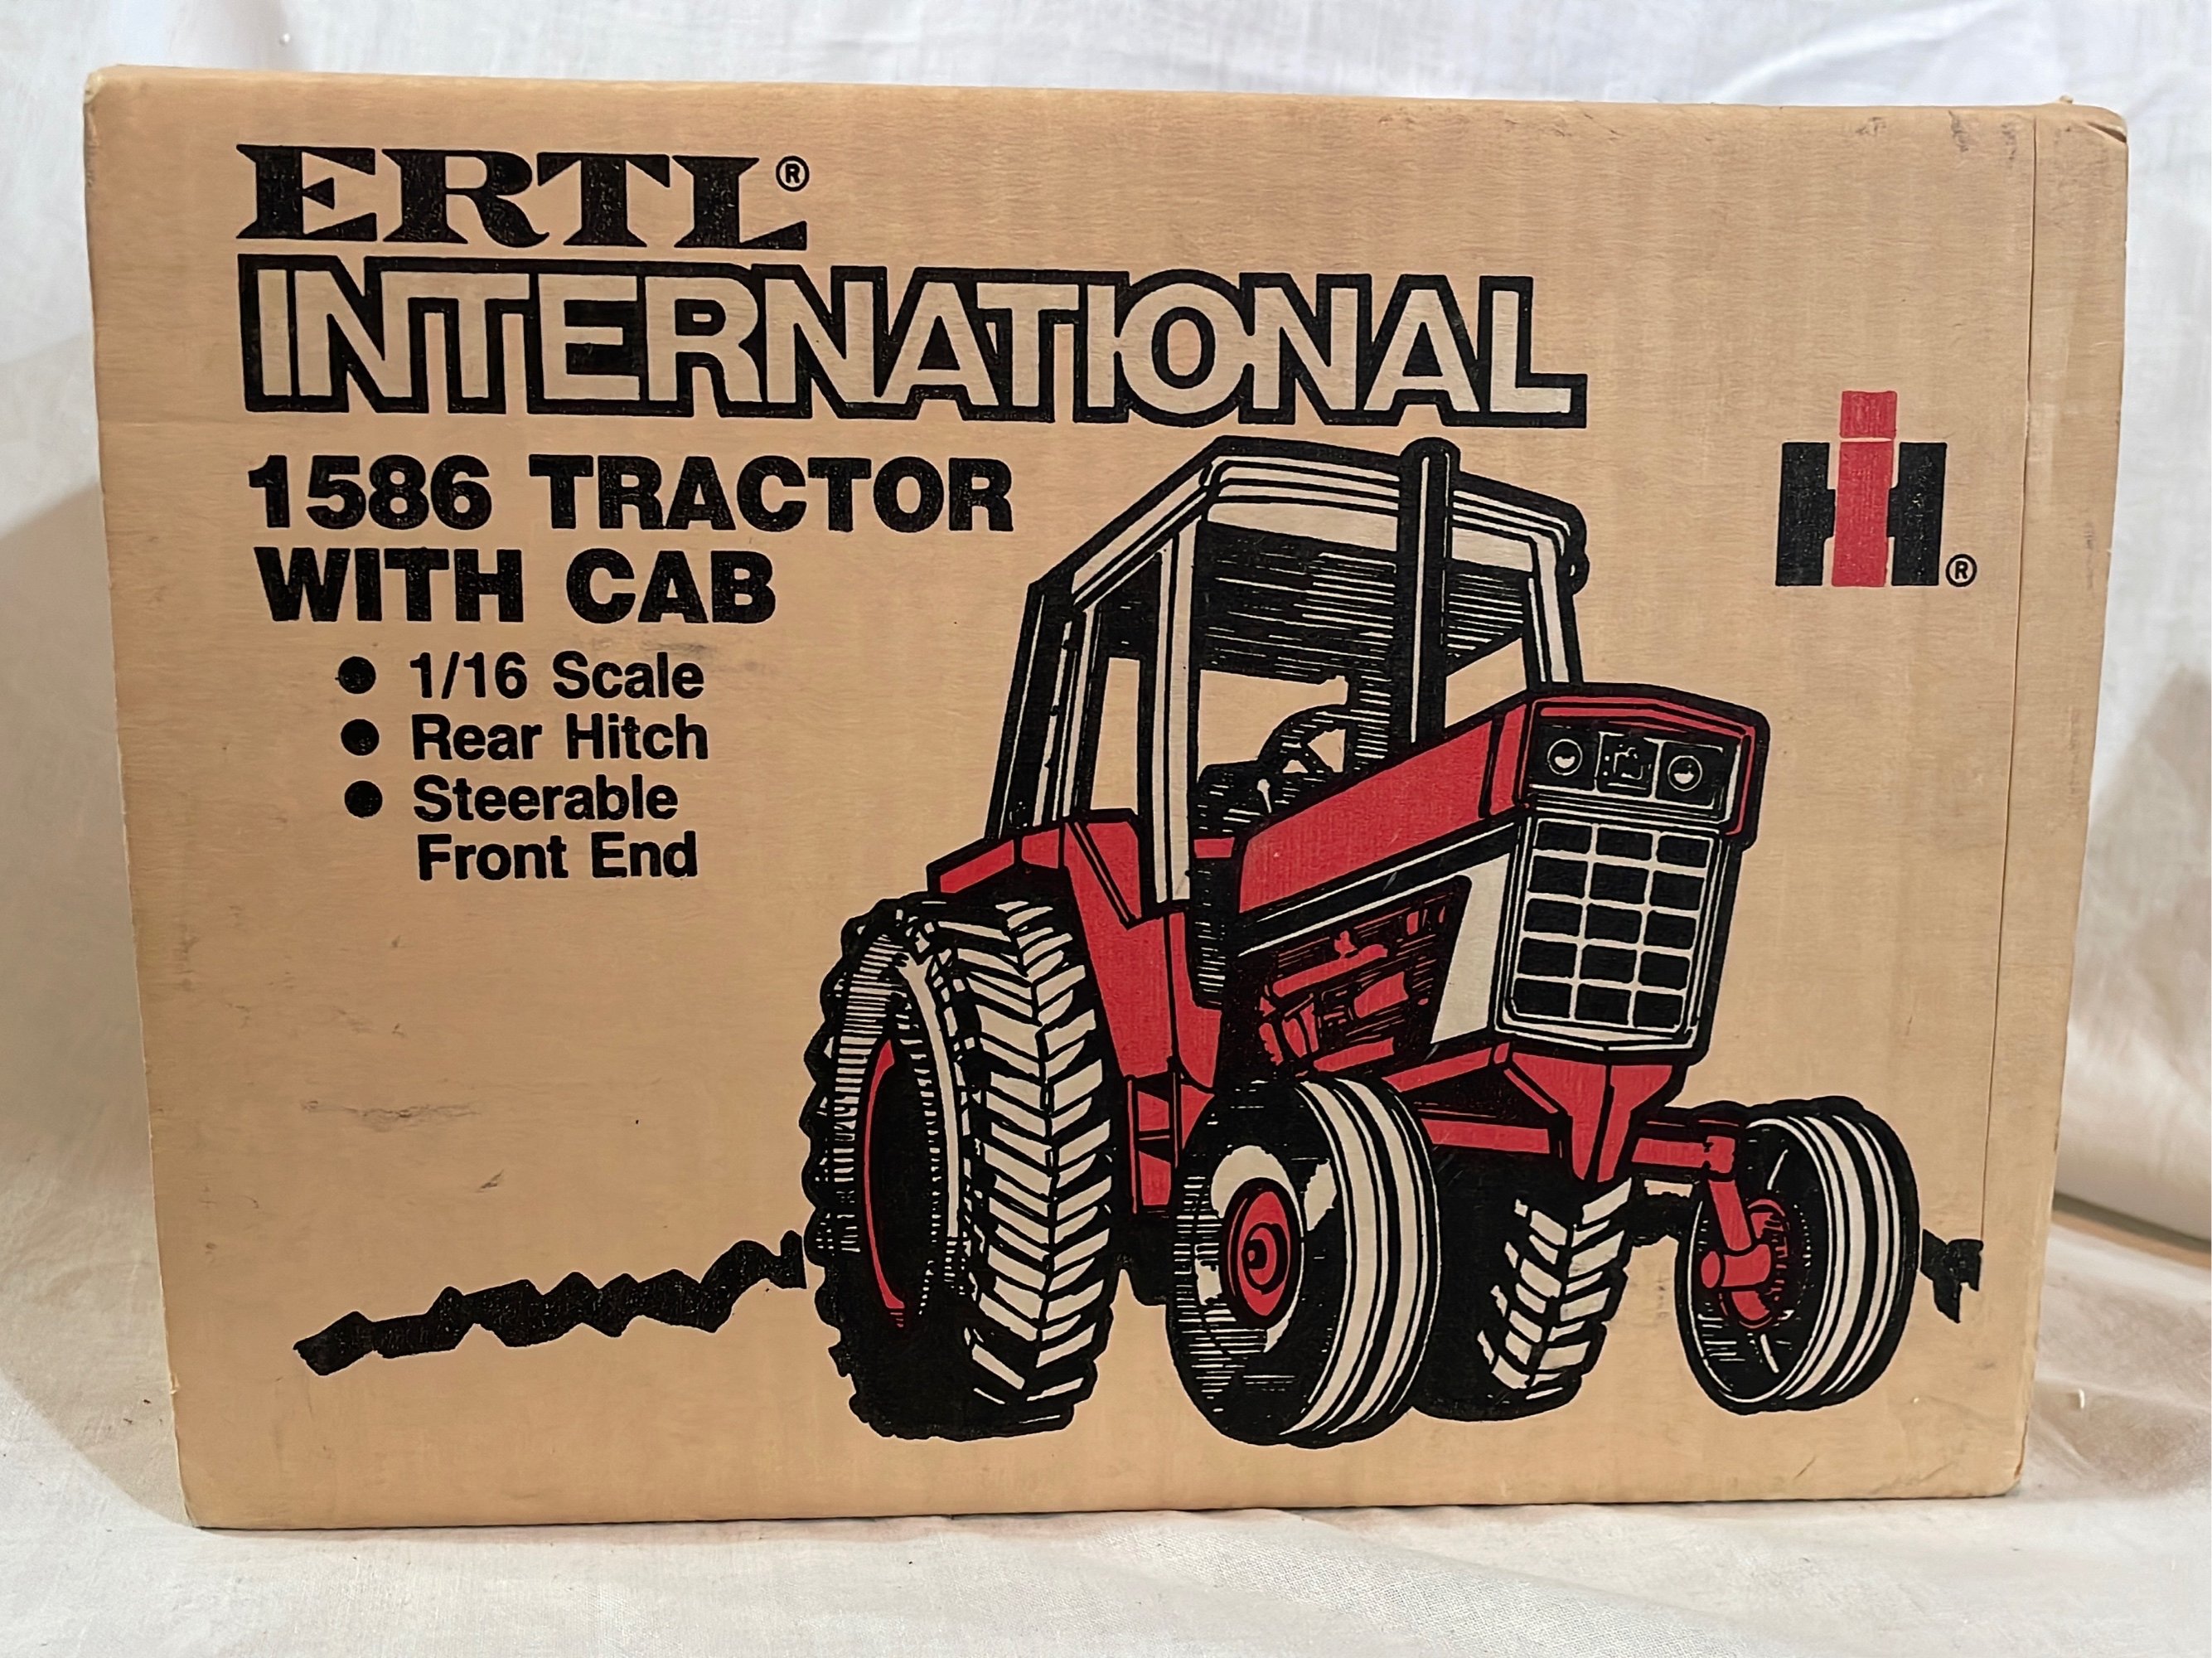 ERTL®
INTERNATIONAL
1586 TRACTOR
WITH CAB
● 1/16 Scale
● Rear Hitch
● Steerable
Front End
IH®